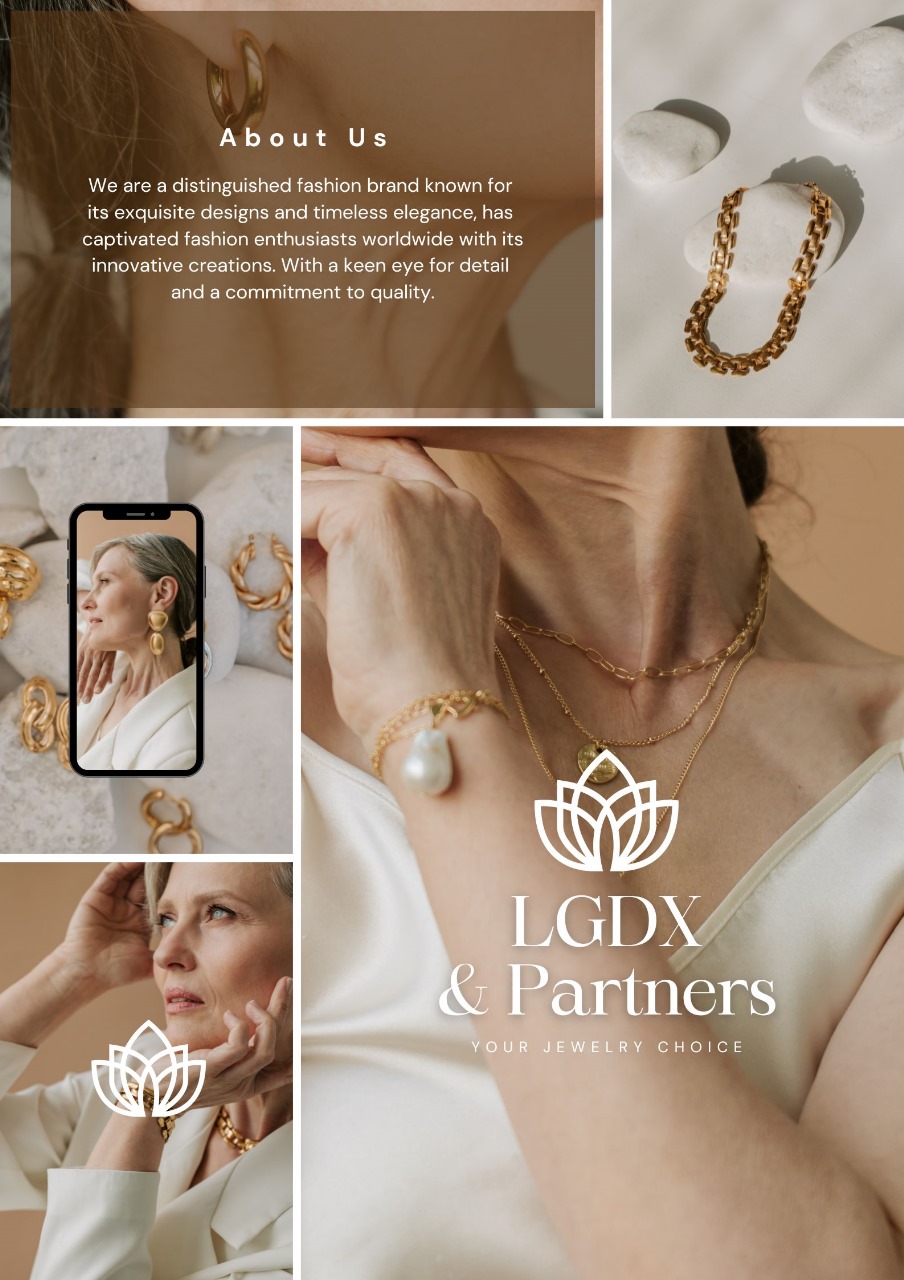 About Us
We are a distinguished fashion brand known for
its exquisite designs and timeless elegance, has
captivated fashion enthusiasts worldwide with its
innovative creations. With a keen eye for detail
and a commitment to quality.
LGDX
& Partners
YOUR JEWELRY CHOICE